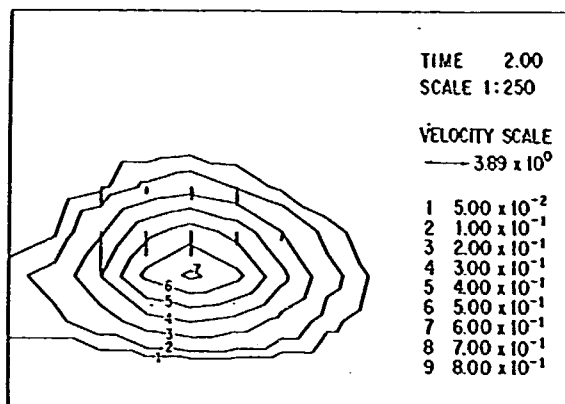 TIME 2.00
SCALE 1:250
VELOCITY SCALE
3.89 x 10⁰
1 5.00 x 10⁻²
2 1.00 x 10⁻¹
3 2.00 x 10⁻¹
4 3.00 x 10⁻¹
5 4.00 x 10⁻¹
6 5.00 x 10⁻¹
7 6.00 x 10⁻¹
8 7.00 x 10⁻¹
9 8.00 x 10⁻¹
7
6
5
4
3
2
1